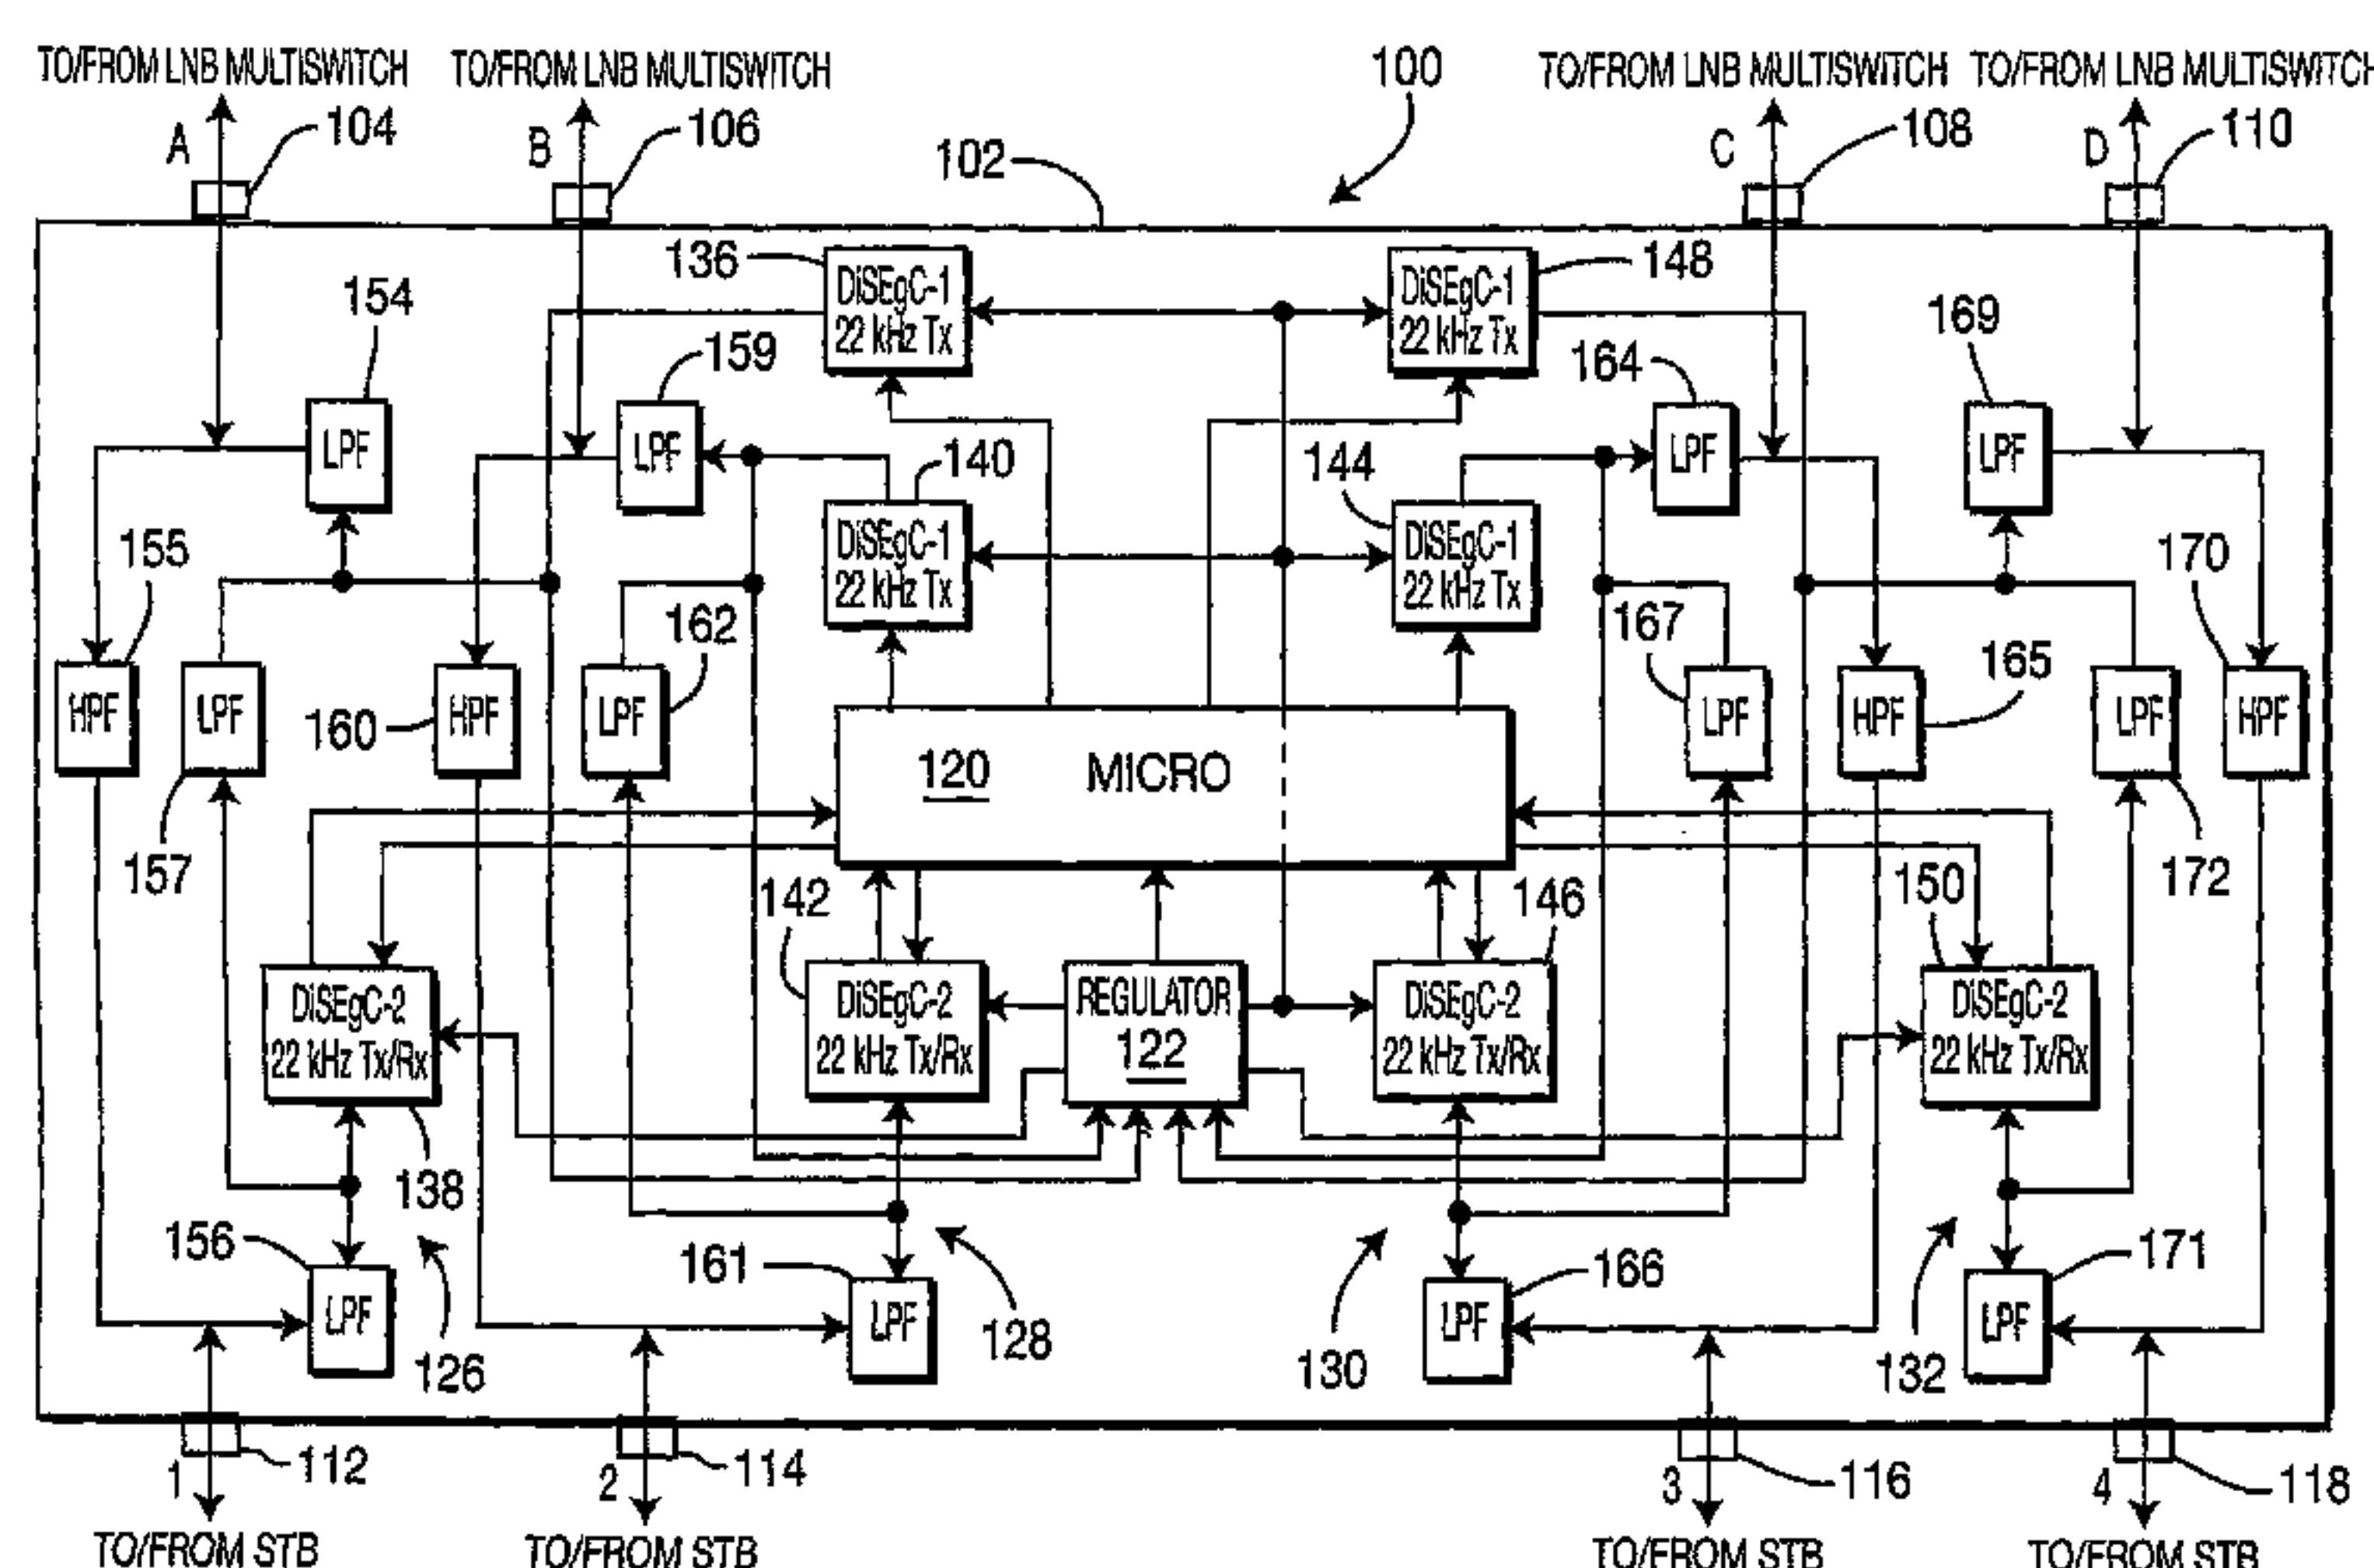 TO/FROM LNB MULTISWITCH
TO/FROM LNB MULTISWITCH
100
TO/FROM LNB MULTISWITCH
TO/FROM LNB MULTISWITCH
A
104
B
106
102
C
108
D
110
136
DiSEgC-1
22 kHz Tx
DiSEgC-1
22 kHz Tx
148
154
159
164
169
LPF
LPF
LPF
LPF
140
144
DiSEgC-1
22 kHz Tx
DiSEgC-1
22 kHz Tx
155
162
167
165
170
HPF
LPF
157
160
HPF
LPF
120
MICRO
LPF
HPF
LPF
172
HPF
142
146
150
DiSEgC-2
22 kHz Tx/Rx
138
DiSEgC-2
22 kHz Tx/Rx
REGULATOR
122
DiSEgC-2
22 kHz Tx/Rx
DiSEgC-2
22 kHz Tx/Rx
156
LPF
126
161
LPF
128
130
LPF
166
132
LPF
171
1
112
2
114
3
116
4
118
TO/FROM STB
TO/FROM STB
TO/FROM STB
TO/FROM STB